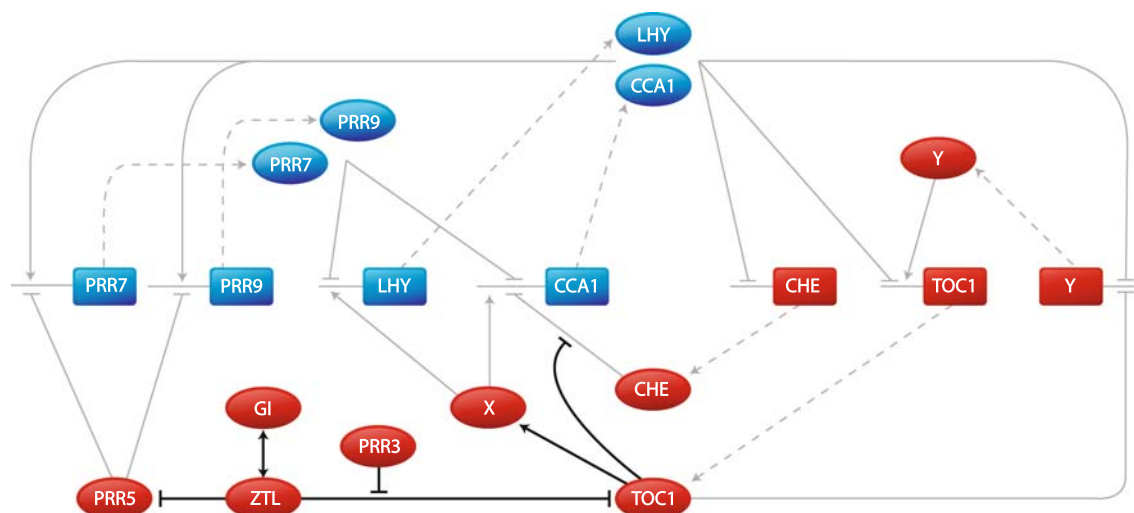 LHY
CCA1
PRR9
PRR7
Y
PRR7
PRR9
LHY
CCA1
CHE
TOC1
Y
CHE
GI
X
PRR3
PRR5
ZTL
TOC1